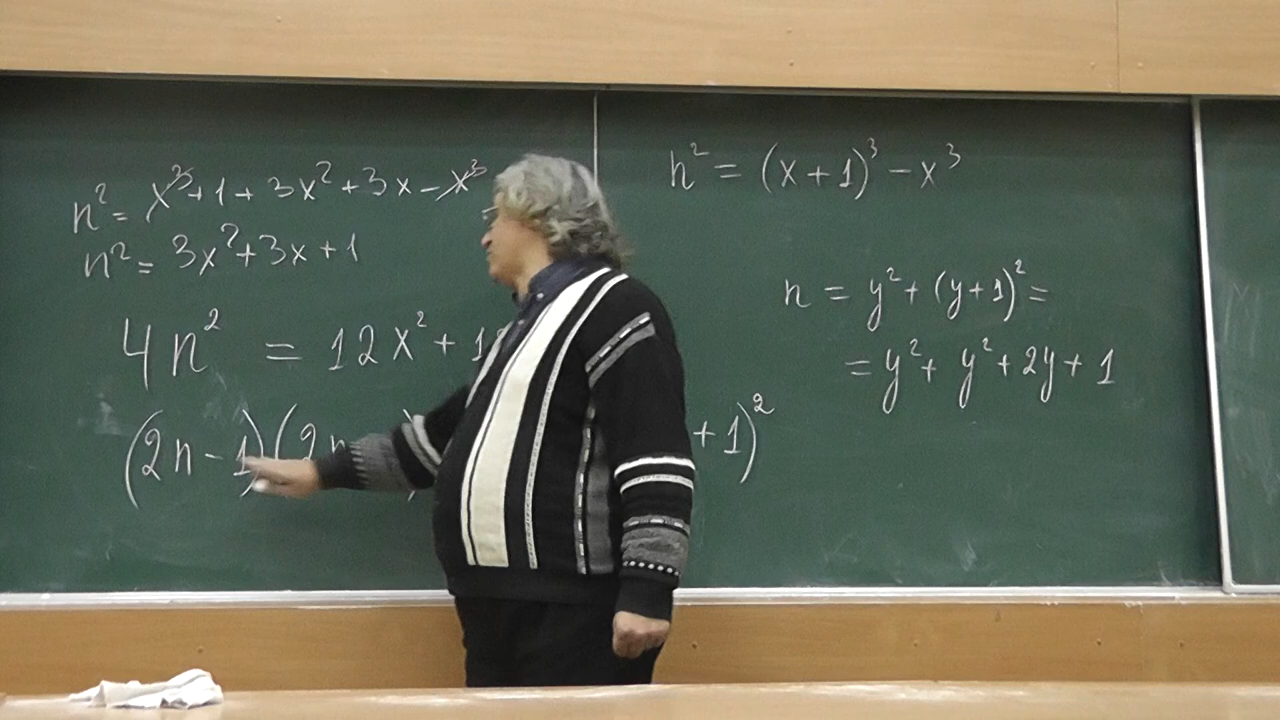 n² = x³ + 1 + 3x² + 3x - x³
n² = 3x² + 3x + 1
4n² = 12x² + 1
(2n - 1)(2n
+ 1)²
n² = (x + 1)³ - x³
n = y² + (y + 1)² =
= y² + y² + 2y + 1